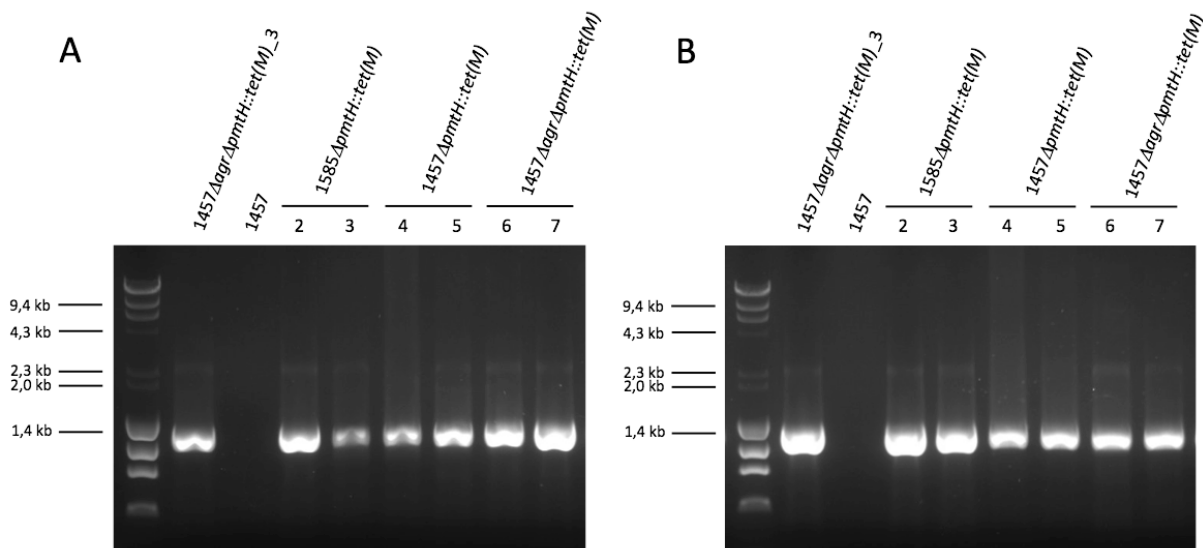 A
1457ΔagrΔpmtH::tet(M)_3
1457
1585ΔpmtH::tet(M)
1457ΔpmtH::tet(M)
1457ΔagrΔpmtH::tet(M)
2 3 4 5 6 7
9,4 kb
4,3 kb
2,3 kb
2,0 kb
1,4 kb
B
1457ΔagrΔpmtH::tet(M)_3
1457
1585ΔpmtH::tet(M)
1457ΔpmtH::tet(M)
1457ΔagrΔpmtH::tet(M)
2 3 4 5 6 7
9,4 kb
4,3 kb
2,3 kb
2,0 kb
1,4 kb